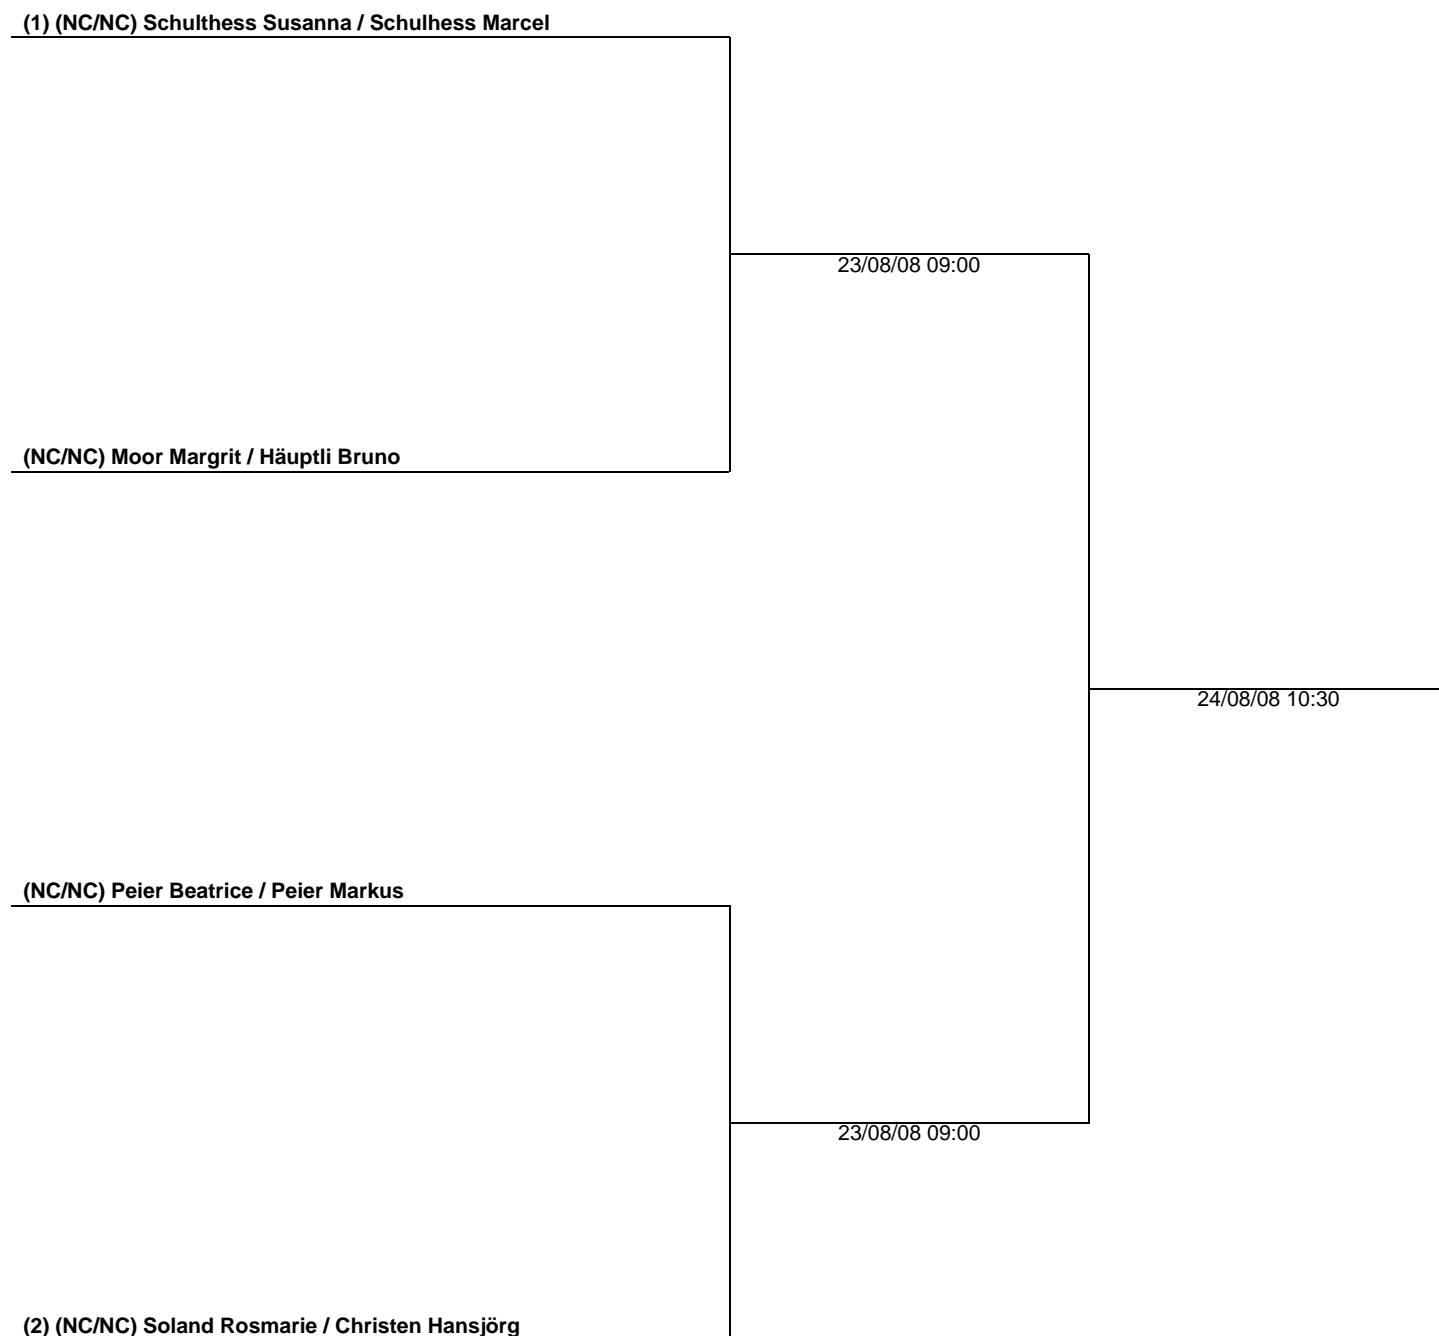 (1) (NC/NC) Schulthess Susanna / Schulhess Marcel
23/08/08 09:00
(NC/NC) Moor Margrit / Häuptli Bruno
24/08/08 10:30
(NC/NC) Peier Beatrice / Peier Markus
23/08/08 09:00
(2) (NC/NC) Soland Rosmarie / Christen Hansjörg